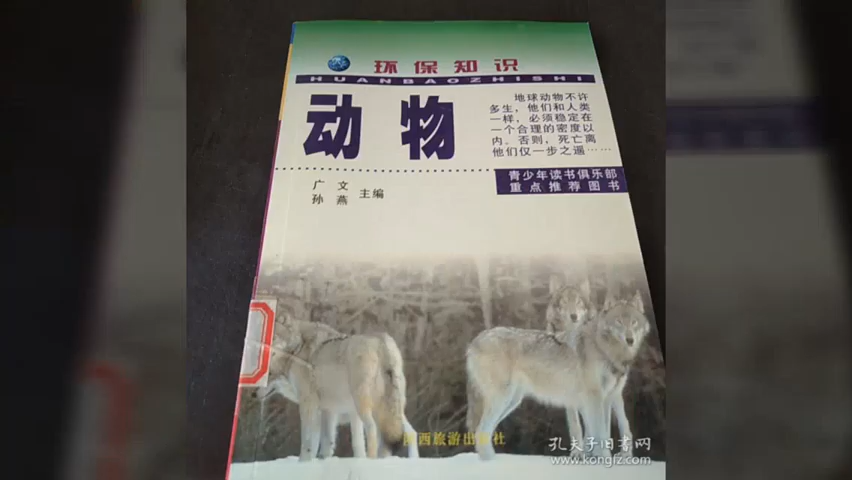 环保知识
HUANBAOZHISHI
动物
地球动物不许
多生，他们和人类
一样，必须稳定在
一个合理的密度以
内。否则，死亡离
他们仅一步之遥……
青少年读书俱乐部
重点推荐图书
广文
孙燕
主编
陕西旅游出版社
孔夫子旧书网
www.kongfz.com